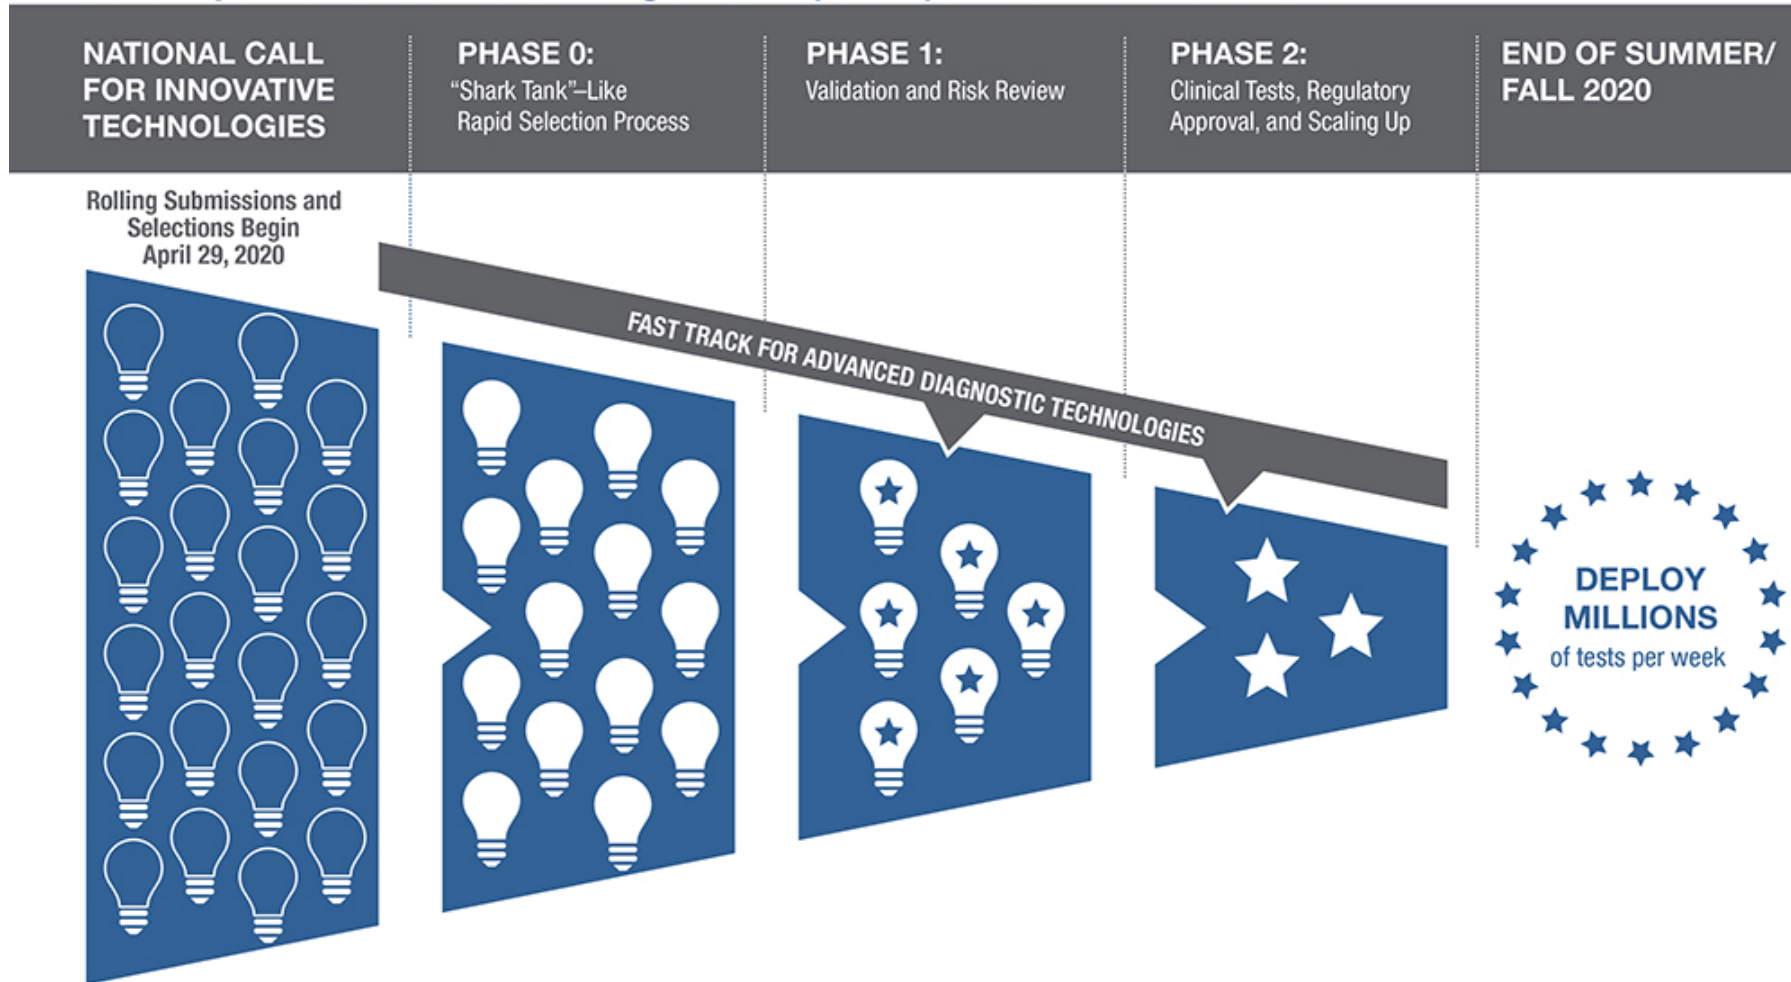 NATIONAL CALL
FOR INNOVATIVE
TECHNOLOGIES
PHASE 0:
“Shark Tank”–Like
Rapid Selection Process
PHASE 1:
Validation and Risk Review
PHASE 2:
Clinical Tests, Regulatory
Approval, and Scaling Up
END OF SUMMER/
FALL 2020
Rolling Submissions and
Selections Begin
April 29, 2020
FAST TRACK FOR ADVANCED DIAGNOSTIC TECHNOLOGIES
DEPLOY
MILLIONS
of tests per week